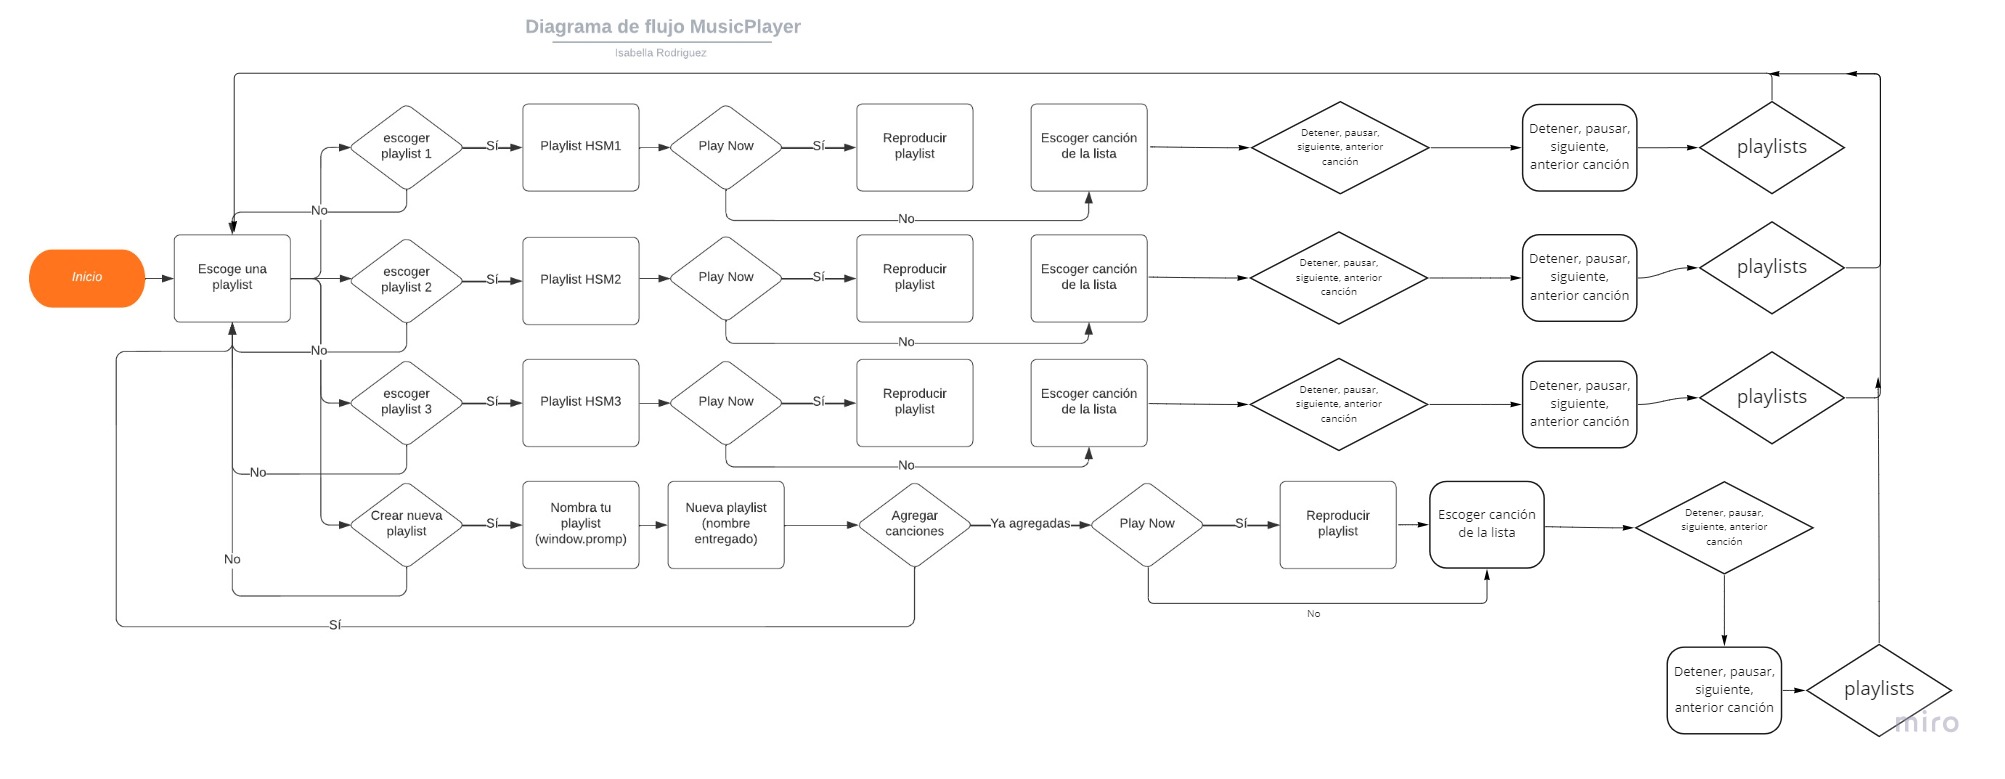 Diagrama de flujo MusicPlayer
Isabella Rodriguez
escoger
playlist 1
Sí
Playlist HSM1
Play Now
Sí
Reproducir
playlist
Escoger canción
de la lista
Detener, pausar,
siguiente, anterior
canción
Detener, pausar,
siguiente,
anterior canción
playlists
No
No
Inicio
Escoge una
playlist
escoger
playlist 2
Sí
Playlist HSM2
Play Now
Sí
Reproducir
playlist
Escoger canción
de la lista
Detener, pausar,
siguiente, anterior
canción
Detener, pausar,
siguiente,
anterior canción
playlists
No
No
escoger
playlist 3
Sí
Playlist HSM3
Play Now
Sí
Reproducir
playlist
Escoger canción
de la lista
Detener, pausar,
siguiente, anterior
canción
Detener, pausar,
siguiente,
anterior canción
playlists
No
No
Crear nueva
playlist
Sí
Nombra tu
playlist
(window.promp)
Nueva playlist
(nombre
entregado)
Agregar
canciones
Ya agregadas
Play Now
Sí
Reproducir
playlist
Escoger canción
de la lista
Detener, pausar,
siguiente, anterior
canción
No
No
Sí
Detener, pausar,
siguiente,
anterior canción
playlists
miro